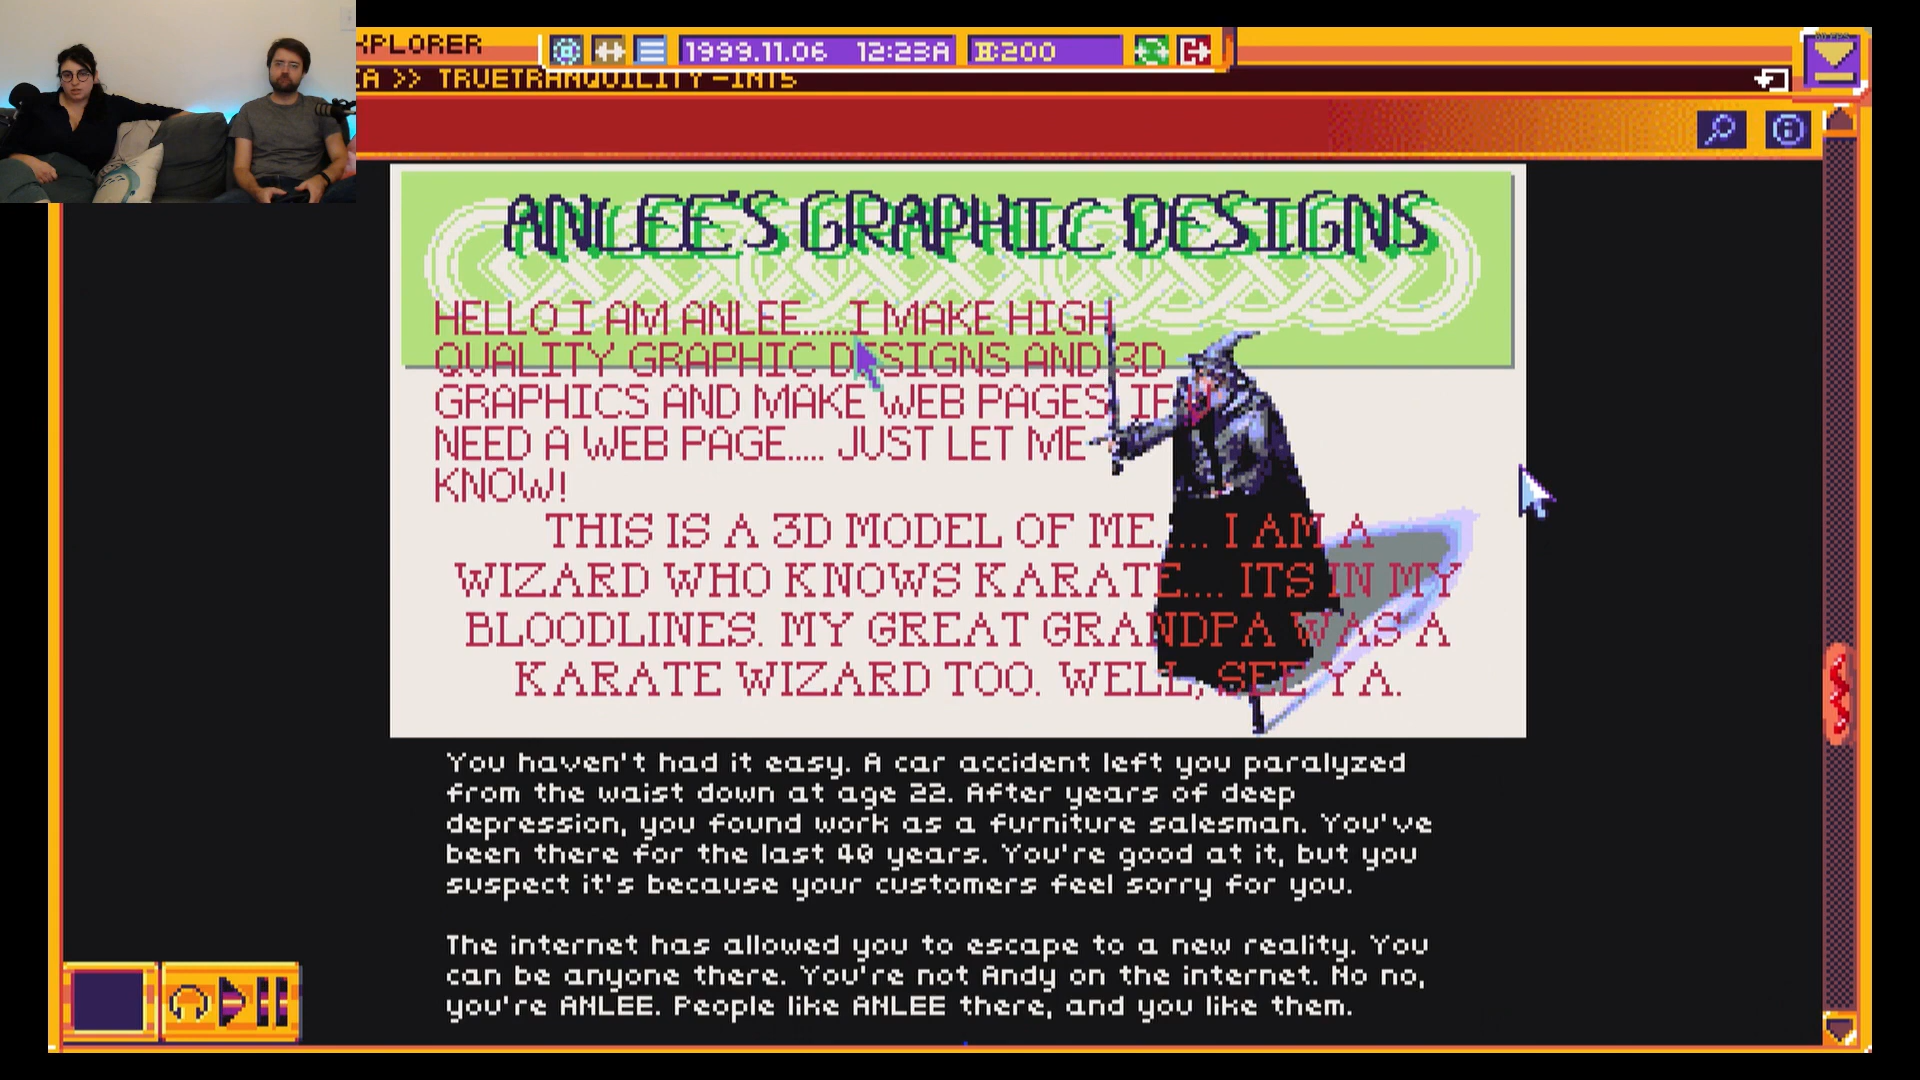 XPLORER
1999.11.06 12:23A
200
CA >> TRUETRANQUILITY-INTS
ANLEE'S GRAPHIC DESIGNS
HELLO I AM ANLEE......I MAKE HIGH
QUALITY GRAPHIC DESIGNS AND 3D
GRAPHICS AND MAKE WEB PAGES, IF
NEED A WEB PAGE..... JUST LET ME
KNOW!
THIS IS A 3D MODEL OF ME...... I AM A
WIZARD WHO KNOWS KARATE.... ITS IN MY
BLOODLINES. MY GREAT GRANDPA WAS A
KARATE WIZARD TOO. WELL, SEE YA.
You haven't had it easy. A car accident left you paralyzed
from the waist down at age 22. After years of deep
depression, you found work as a furniture salesman. You've
been there for the last 40 years. You're good at it, but you
suspect it's because your customers feel sorry for you.
The internet has allowed you to escape to a new reality. You
can be anyone there. You're not Andy on the internet. No no,
you're ANLEE. People like ANLEE there, and you like them.